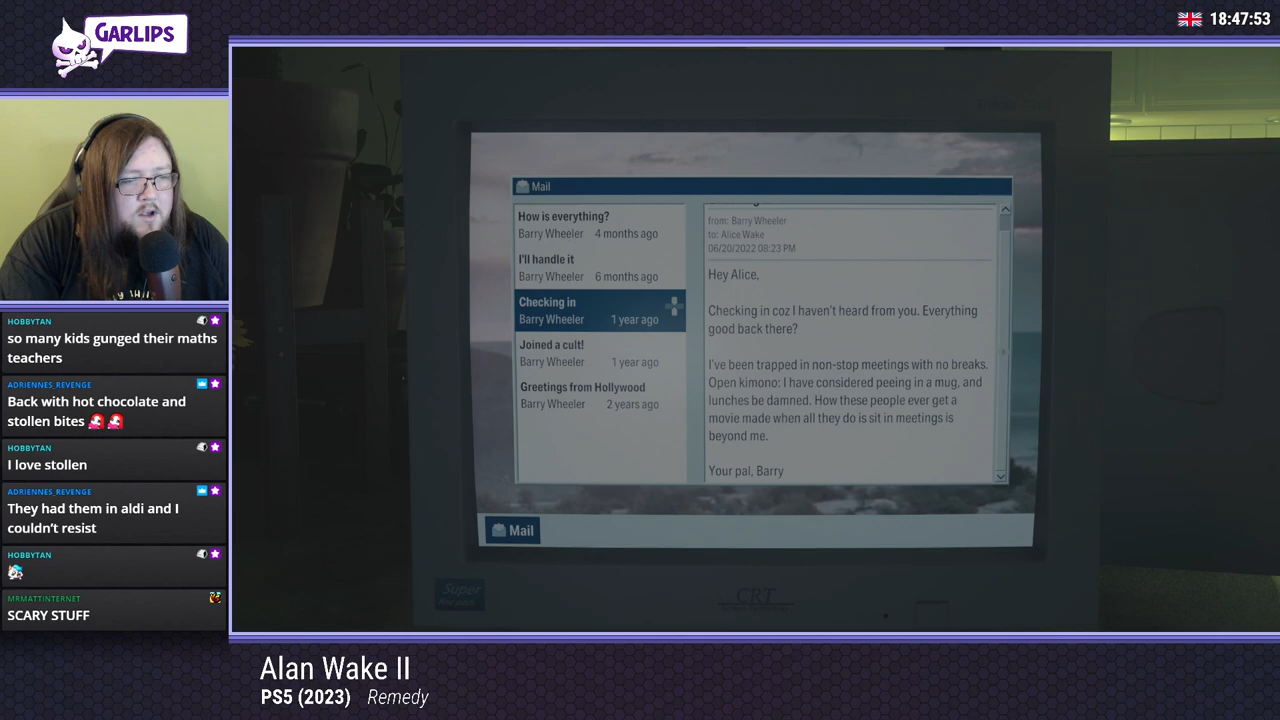 GARLIPS
18:47:53
HOBBYTAN
so many kids gunged their maths
teachers
ADRIENNES_REVENGE
Back with hot chocolate and
stollen bites
HOBBYTAN
I love stollen
ADRIENNES_REVENGE
They had them in aldi and I
couldn't resist
HOBBYTAN
MRMATTINTERNET
SCARY STUFF
Mail
How is everything?
Barry Wheeler 4 months ago
I'll handle it
Barry Wheeler 6 months ago
Checking in
Barry Wheeler 1 year ago
Joined a cult!
Barry Wheeler 1 year ago
Greetings from Hollywood
Barry Wheeler 2 years ago
from: Barry Wheeler
to: Alice Wake
06/20/2022 08:23 PM
Hey Alice,
Checking in coz I haven't heard from you. Everything
good back there?
I've been trapped in non-stop meetings with no breaks.
Open kimono: I have considered peeing in a mug, and
lunches be damned. How these people ever get a
movie made when all they do is sit in meetings is
beyond me.
Your pal, Barry
Mail
Super
CRT
Alan Wake II
PS5 (2023) Remedy